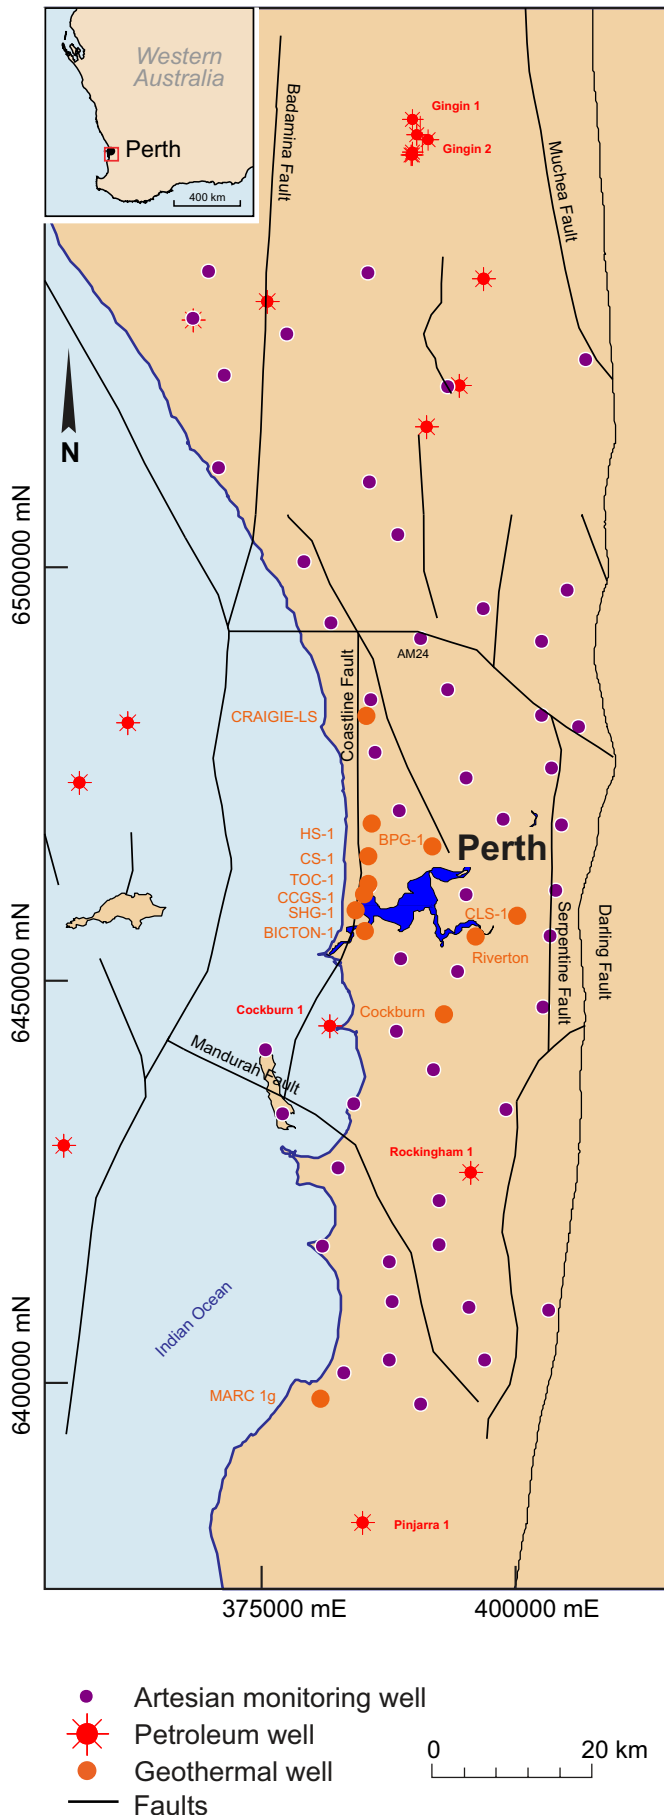 Western
Australia
Perth
400 km
Badamina Fault
Gingin 1
Gingin 2
Muchea Fault
N
6500000 mN
AM24
Coastline Fault
CRAIGIE-LS
HS-1
BPG-1
Perth
CS-1
TOC-1
CCGS-1
SHG-1
CLS-1
BICTON-1
Riverton
Serpentine Fault
Darling Fault
6450000 mN
Cockburn 1
Cockburn
Mandurah Fault
Rockingham 1
Indian Ocean
6400000 mN
MARC 1g
Pinjarra 1
375000 mE
400000 mE
Artesian monitoring well
Petroleum well
Geothermal well
Faults
0
20 km